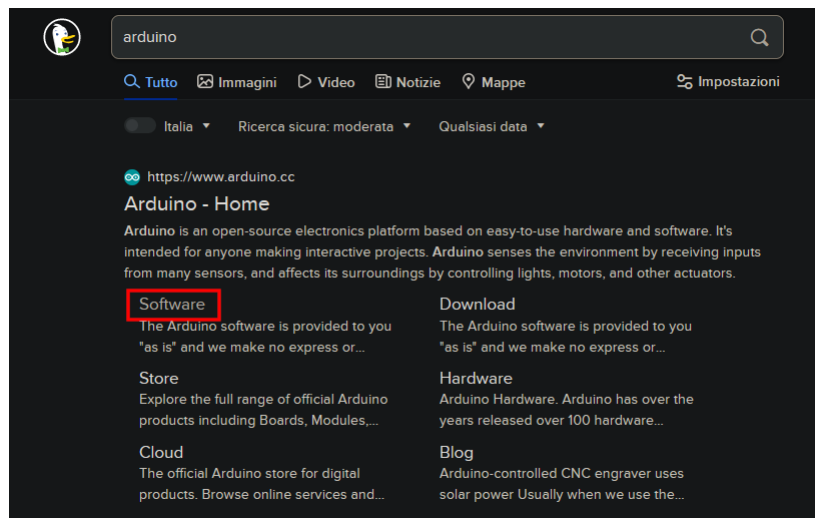 arduino
Tutto Immagini Video Notizie Mappe Impostazioni
Italia Ricerca sicura: moderata Qualsiasi data
https://www.arduino.cc
Arduino - Home
Arduino is an open-source electronics platform based on easy-to-use hardware and software. It's
intended for anyone making interactive projects. Arduino senses the environment by receiving inputs
from many sensors, and affects its surroundings by controlling lights, motors, and other actuators.
Software
The Arduino software is provided to you
"as is" and we make no express or...
Download
The Arduino software is provided to you
"as is" and we make no express or...
Store
Explore the full range of official Arduino
products including Boards, Modules,...
Hardware
Arduino Hardware. Arduino has over the
years released over 100 hardware...
Cloud
The official Arduino store for digital
products. Browse online services and...
Blog
Arduino-controlled CNC engraver uses
solar power Usually when we use the...